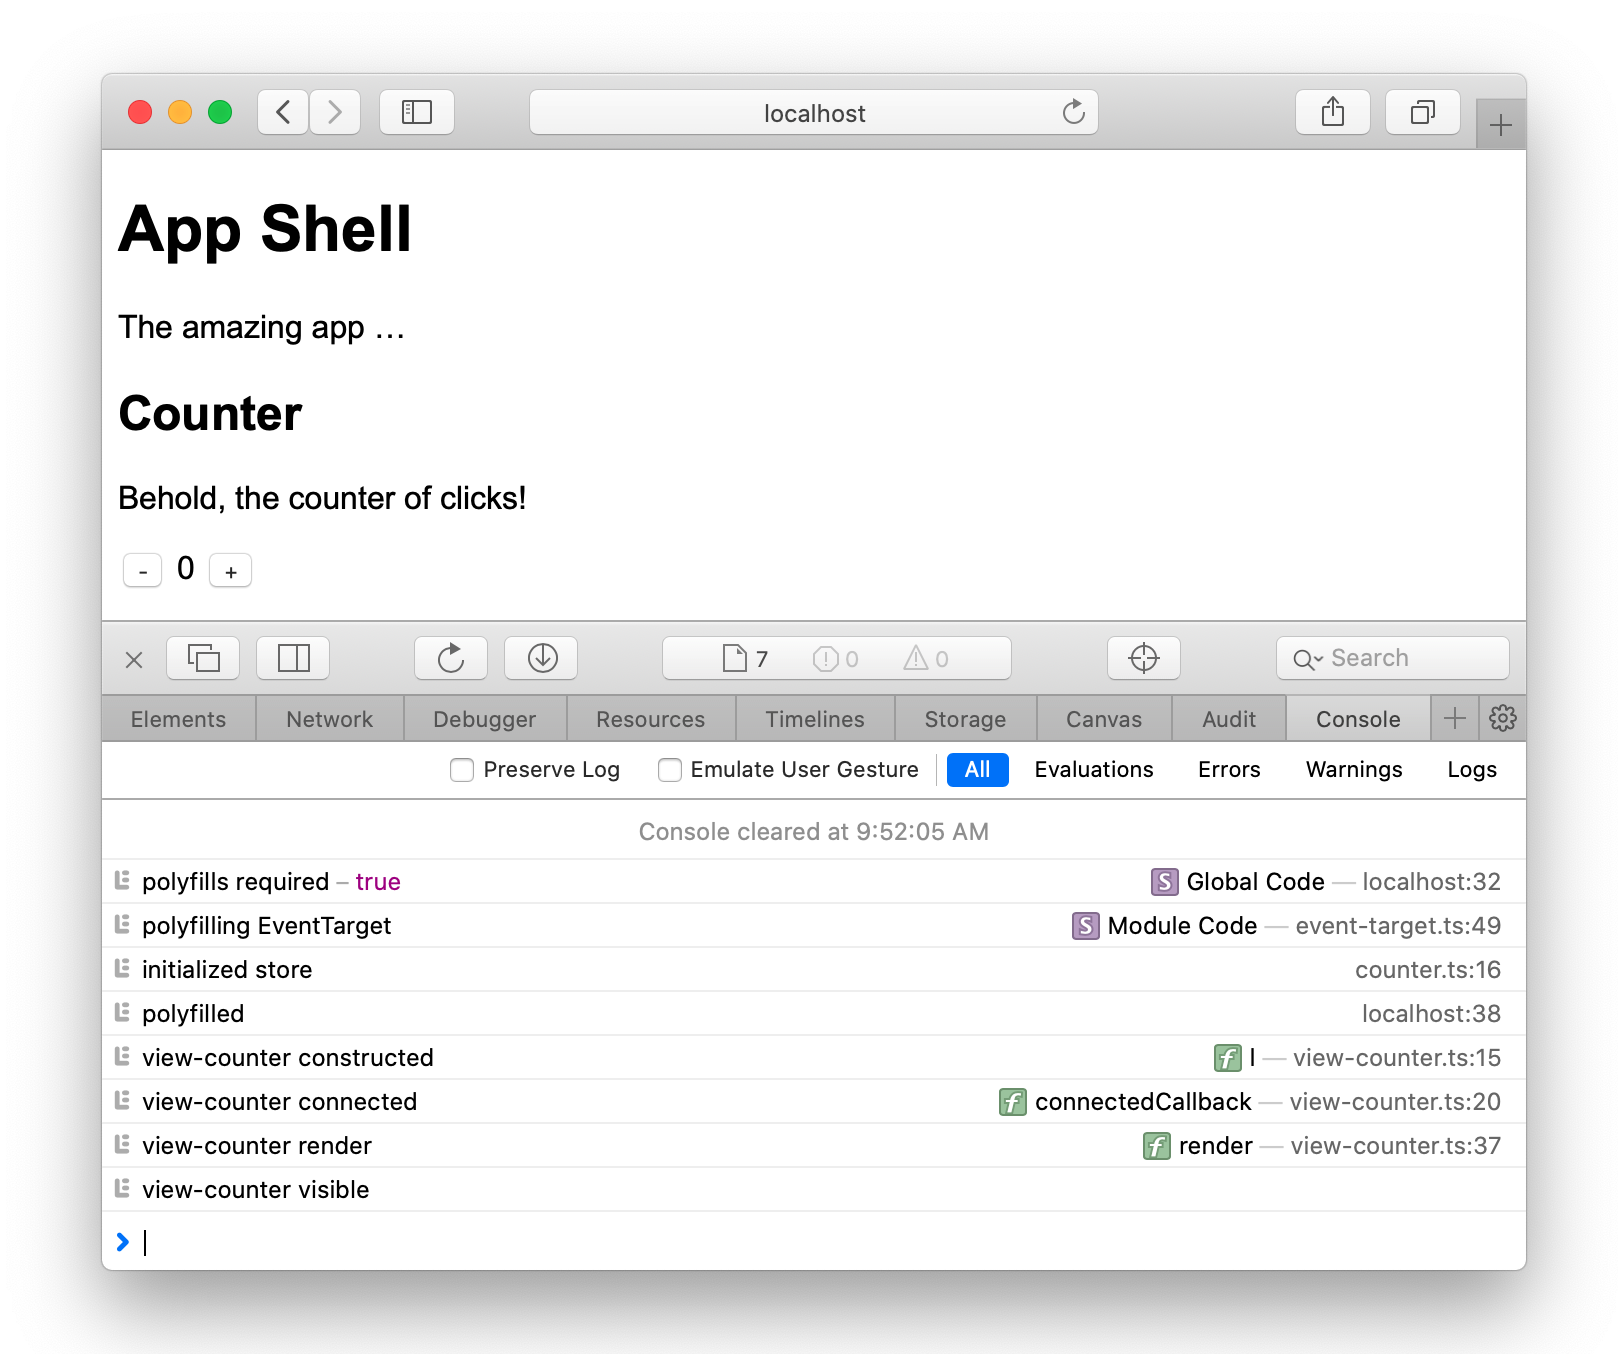 localhost
App Shell
The amazing app …
Counter
Behold, the counter of clicks!
- 0 +
7 0 0 Search
Elements Network Debugger Resources Timelines Storage Canvas Audit Console
Preserve Log Emulate User Gesture All Evaluations Errors Warnings Logs
Console cleared at 9:52:05 AM
polyfills required – true S Global Code — localhost:32
polyfilling EventTarget S Module Code — event-target.ts:49
initialized store counter.ts:16
polyfilled localhost:38
view-counter constructed f l — view-counter.ts:15
view-counter connected f connectedCallback — view-counter.ts:20
view-counter render f render — view-counter.ts:37
view-counter visible